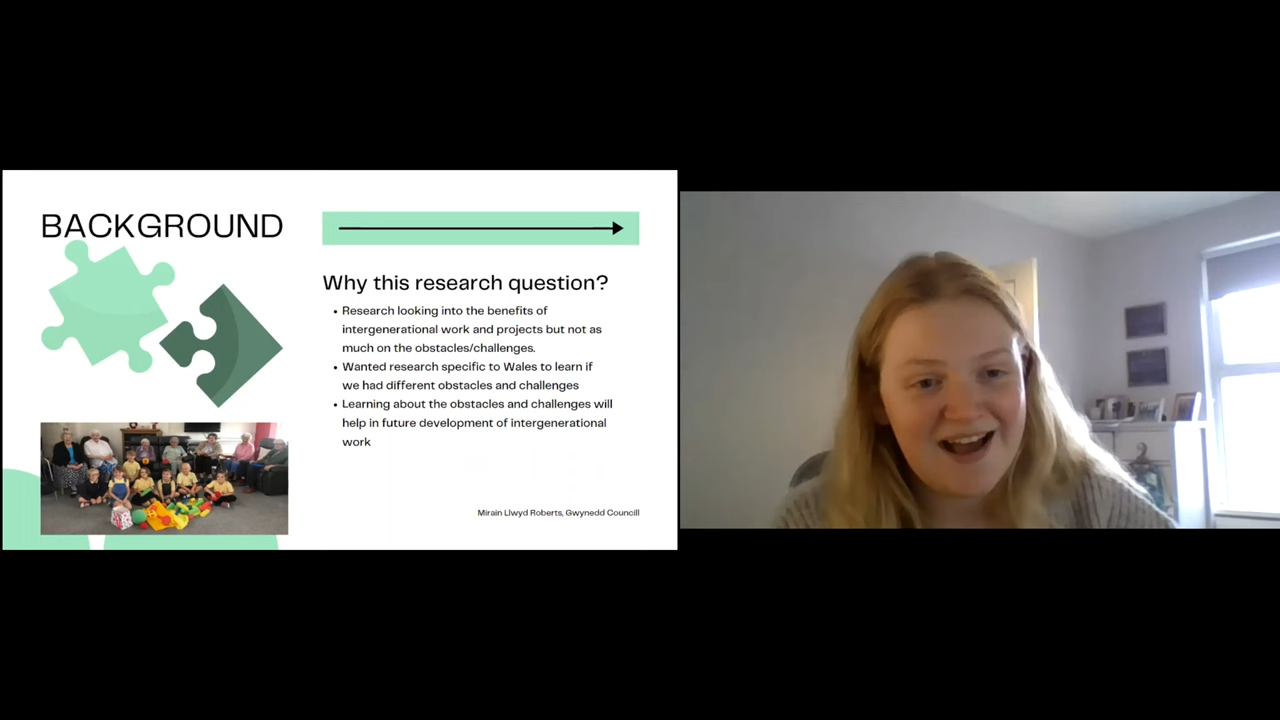 BACKGROUND
Why this research question?
• Research looking into the benefits of
intergenerational work and projects but not as
much on the obstacles/challenges.
• Wanted research specific to Wales to learn if
we had different obstacles and challenges
• Learning about the obstacles and challenges will
help in future development of intergenerational
work
Mirain Llwyd Roberts, Gwynedd Councill